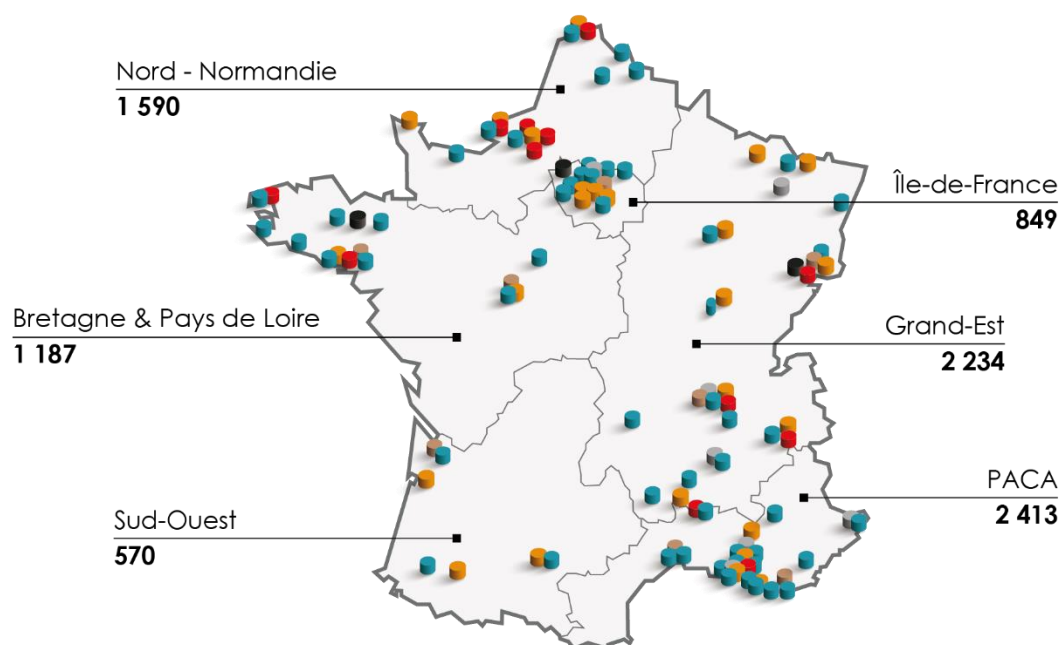 Nord - Normandie
1 590
Île-de-France
849
Bretagne & Pays de Loire
1 187
Grand-Est
2 234
PACA
2 413
Sud-Ouest
570